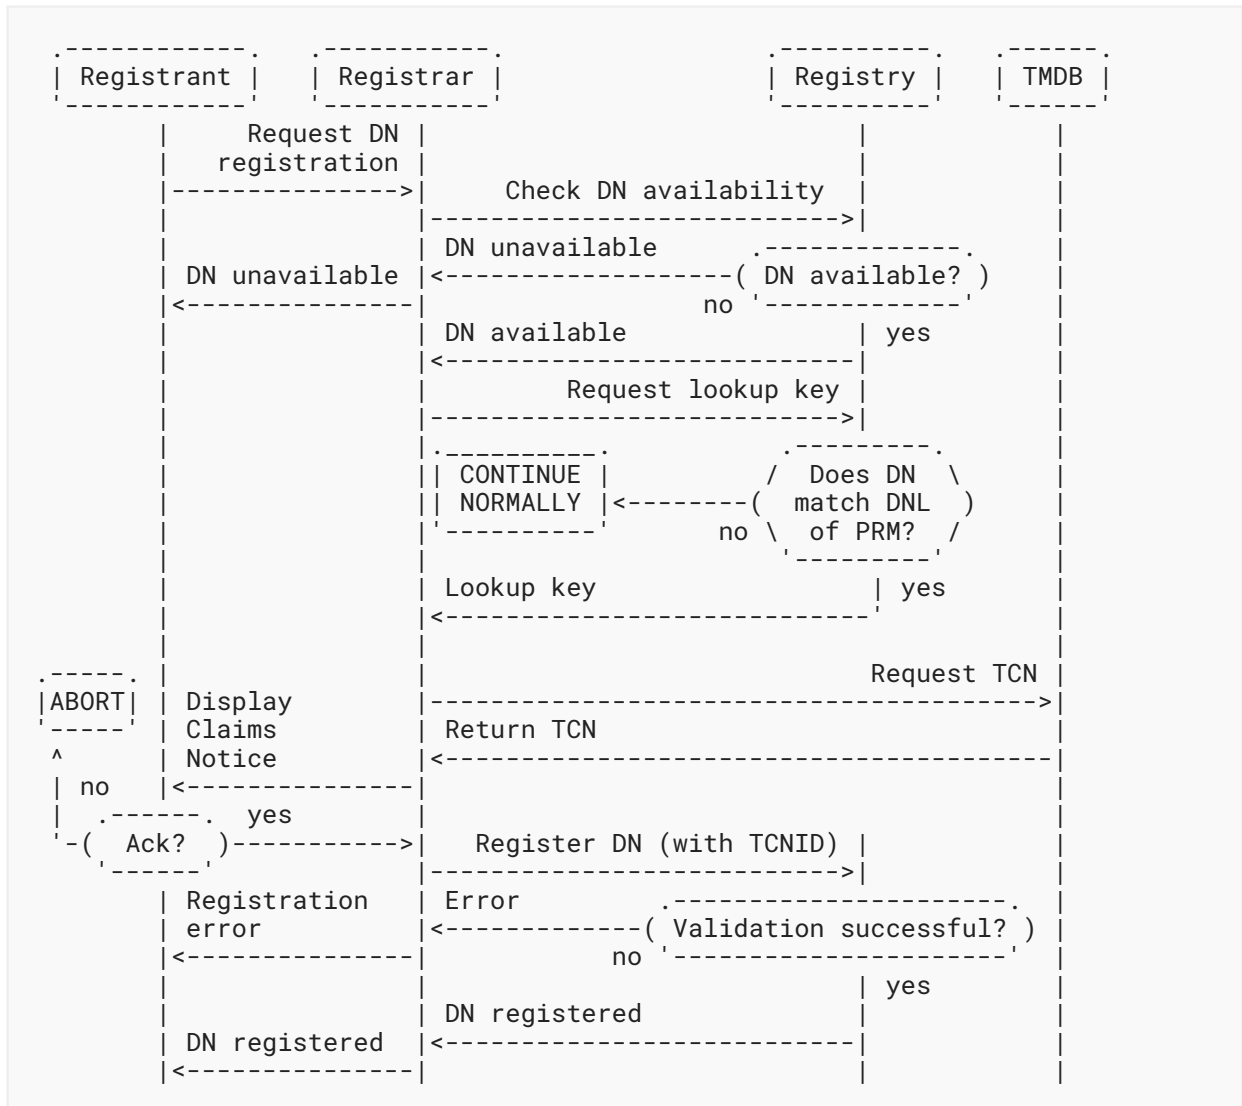 Registrant Registrar Registry TMDB
Request DN
registration
Check DN availability
DN unavailable
DN unavailable DN available?
no
DN available yes
Request lookup key
CONTINUE Does DN
NORMALLY match DNL
no of PRM?
Lookup key yes
Request TCN
ABORT Display
Claims Return TCN
Notice
no
yes
Ack? Register DN (with TCNID)
Registration Error
error Validation successful?
no
yes
DN registered
DN registered